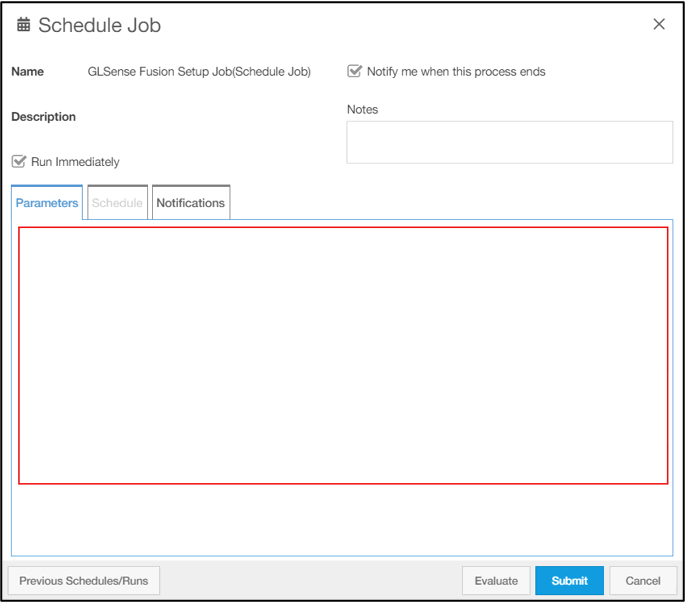 Schedule Job
Name GLSense Fusion Setup Job(Schedule Job) Notify me when this process ends
Notes
Description
Run Immediately
Parameters Schedule Notifications
Previous Schedules/Runs Evaluate Submit Cancel